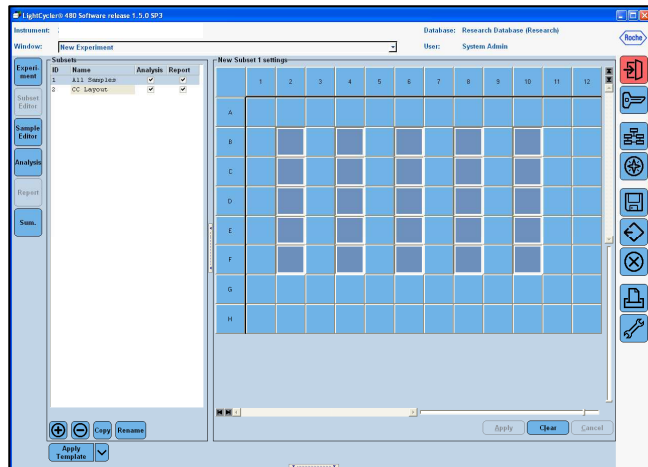 LightCycler® 480 Software release 1.5.0 SP3
Instrument: Database: Research Database (Research)
Window: New Experiment User: System Admin
Roche
Experi-
ment
Subset
Editor
Sample
Editor
Analysis
Report
Sum.
Subsets
ID Name Analysis Report
1 All Samples
2 CC Layout
New Subset 1 settings
1 2 3 4 5 6 7 8 9 10 11 12
A
B
C
D
E
F
G
H
Copy Rename
Apply Clear Cancel
Apply
Template